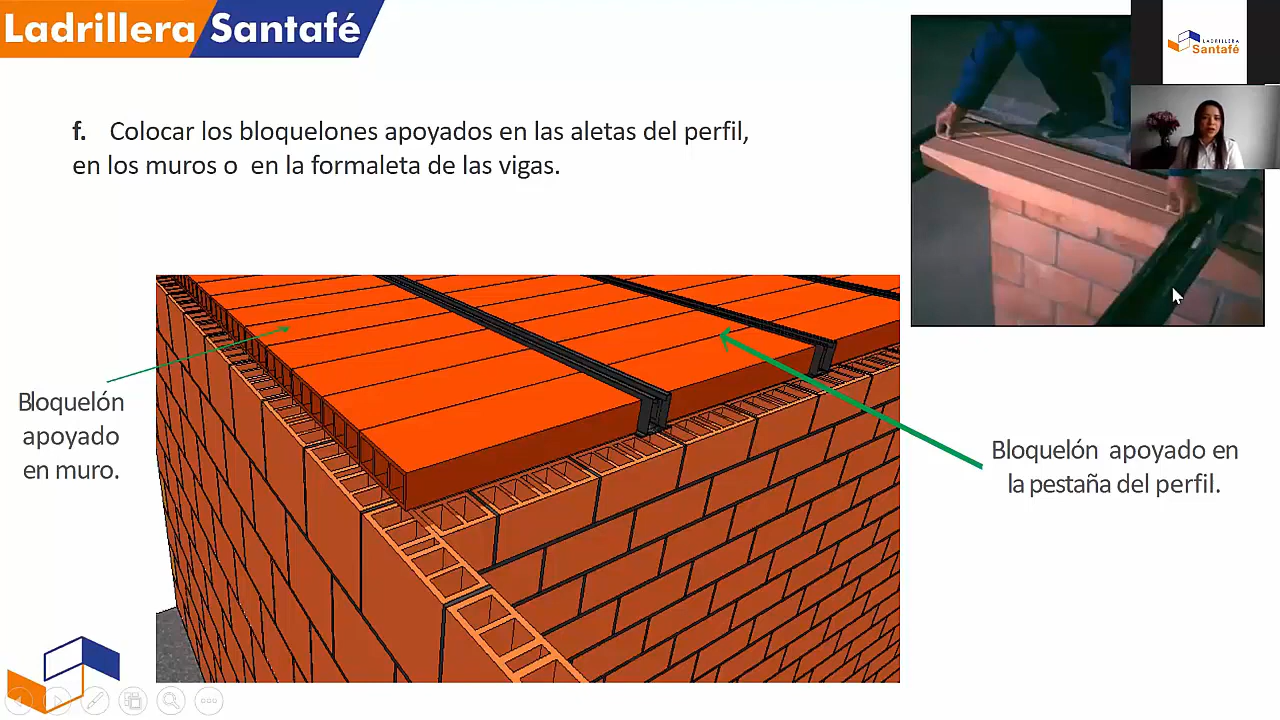 Ladrillera Santafé
LADRILLERA
Santafé
f. Colocar los bloquelones apoyados en las aletas del perfil,
en los muros o en la formaleta de las vigas.
Bloquelón
apoyado
en muro.
Bloquelón apoyado en
la pestaña del perfil.